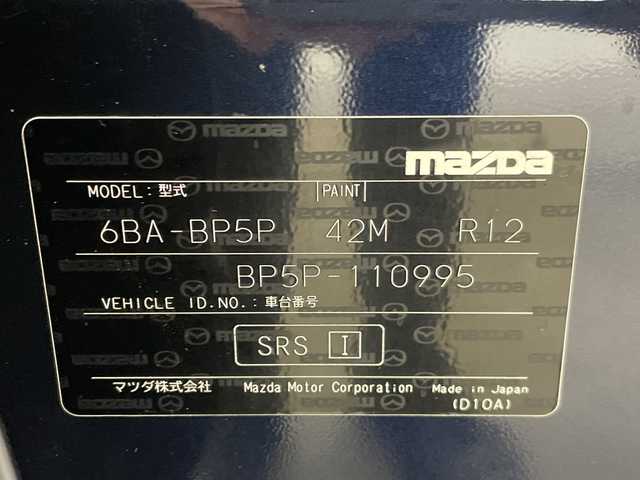 mazda
MODEL:型式 PAINT
6BA-BP5P 42M R12
BP5P-110995
VEHICLE ID.NO.:車台番号
SRS I
マツダ株式会社 Mazda Motor Corporation Made in Japan
(D10A)